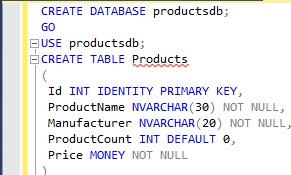 CREATE DATABASE productsdb;
GO
USE productsdb;
CREATE TABLE Products
(
Id INT IDENTITY PRIMARY KEY,
ProductName NVARCHAR(30) NOT NULL,
Manufacturer NVARCHAR(20) NOT NULL,
ProductCount INT DEFAULT 0,
Price MONEY NOT NULL
)